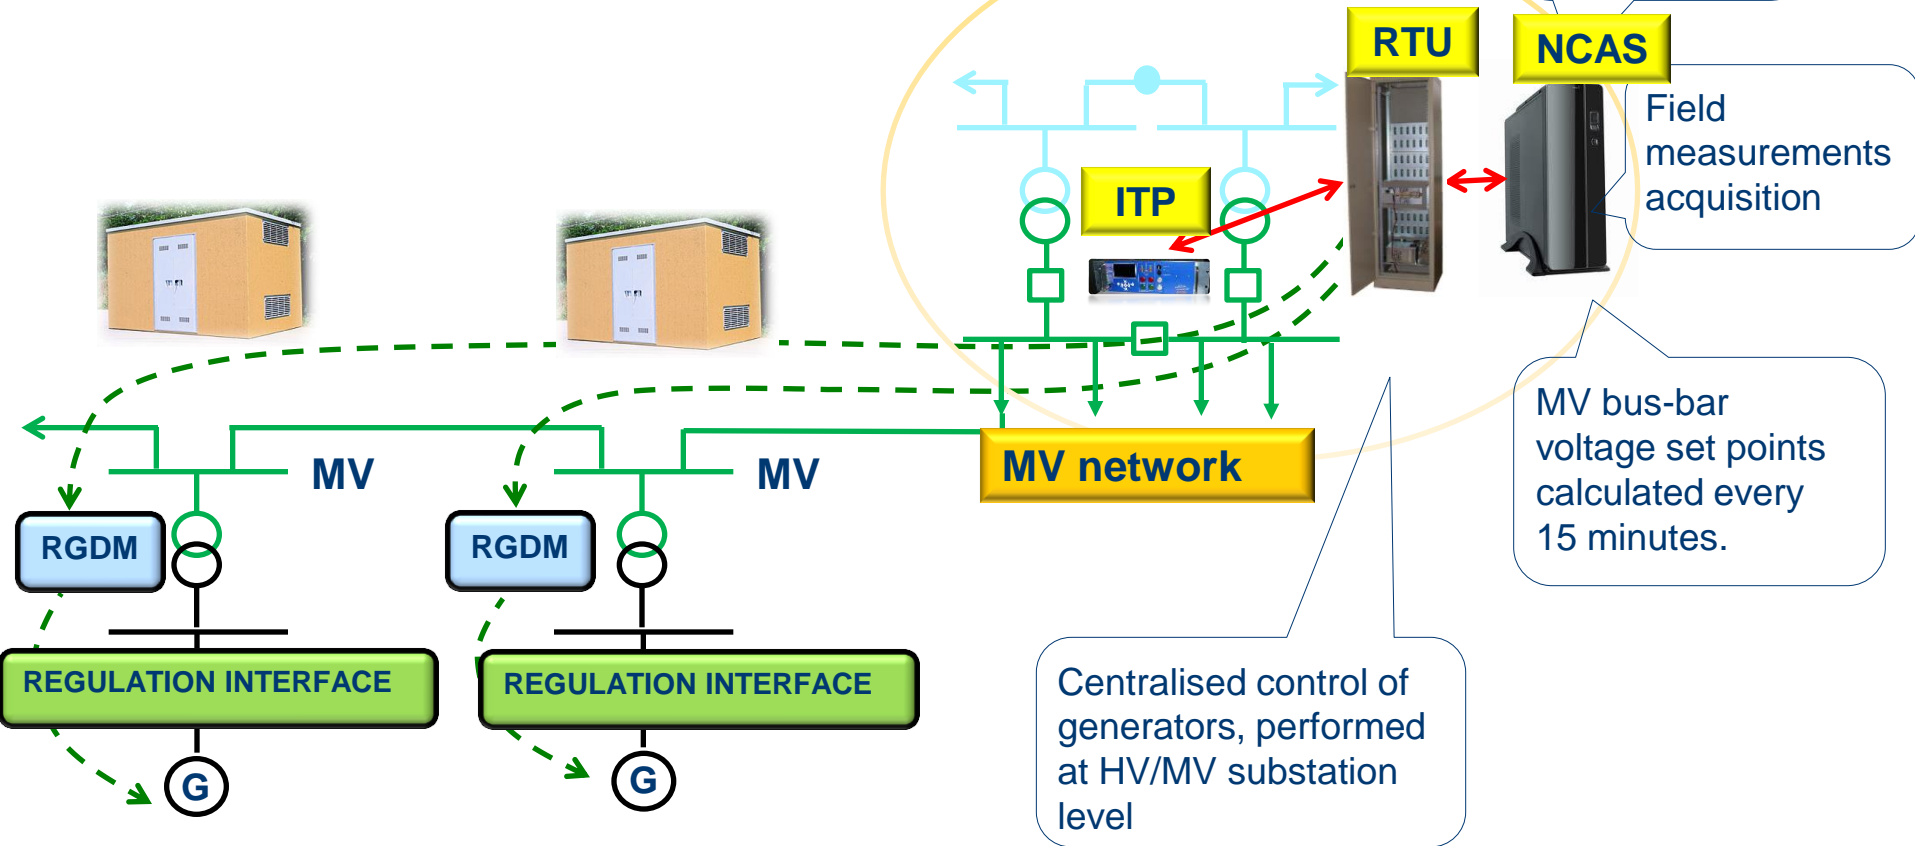 RTU
NCAS
Field
measurements
acquisition
ITP
MV
MV
MV network
MV bus-bar
voltage set points
calculated every
15 minutes.
RGDM
RGDM
REGULATION INTERFACE
REGULATION INTERFACE
Centralised control of
generators, performed
at HV/MV substation
level
G
G